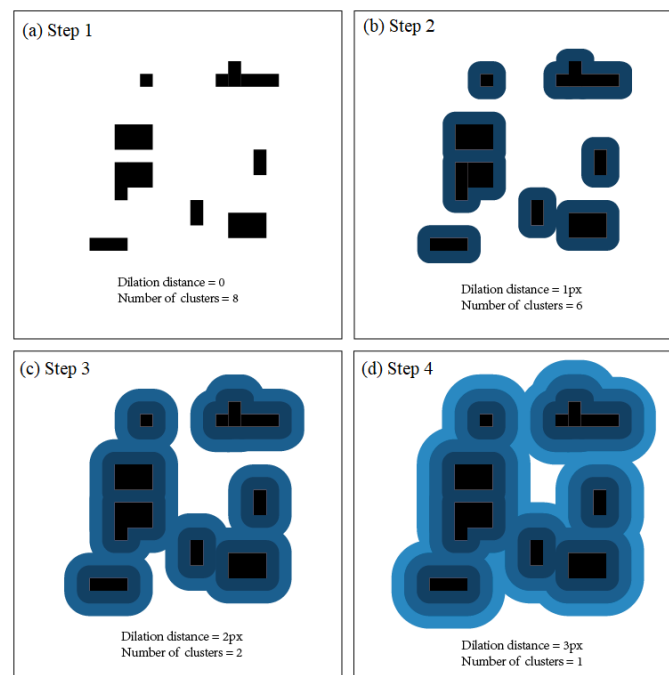 (a) Step 1
Dilation distance = 0
Number of clusters = 8
(b) Step 2
Dilation distance = 1px
Number of clusters = 6
(c) Step 3
Dilation distance = 2px
Number of clusters = 2
(d) Step 4
Dilation distance = 3px
Number of clusters = 1